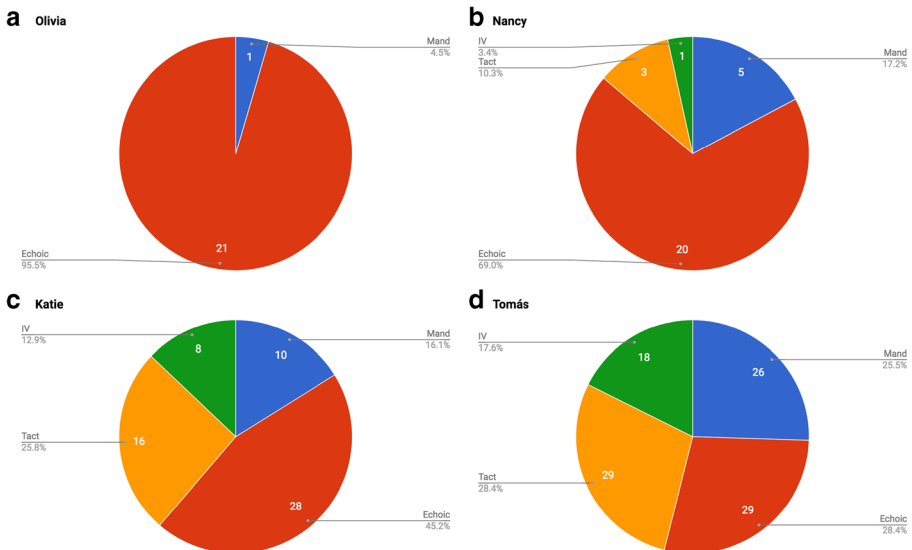 a Olivia
Mand
4.5%
1
21
Echoic
95.5%
b Nancy
IV
3.4%
Tact
10.3%
1
3
5
Mand
17.2%
20
Echoic
69.0%
c Katie
IV
12.9%
8
10
Mand
16.1%
Tact
25.8%
16
28
Echoic
45.2%
d Tomás
IV
17.6%
18
26
Mand
25.5%
Tact
28.4%
29
29
Echoic
28.4%